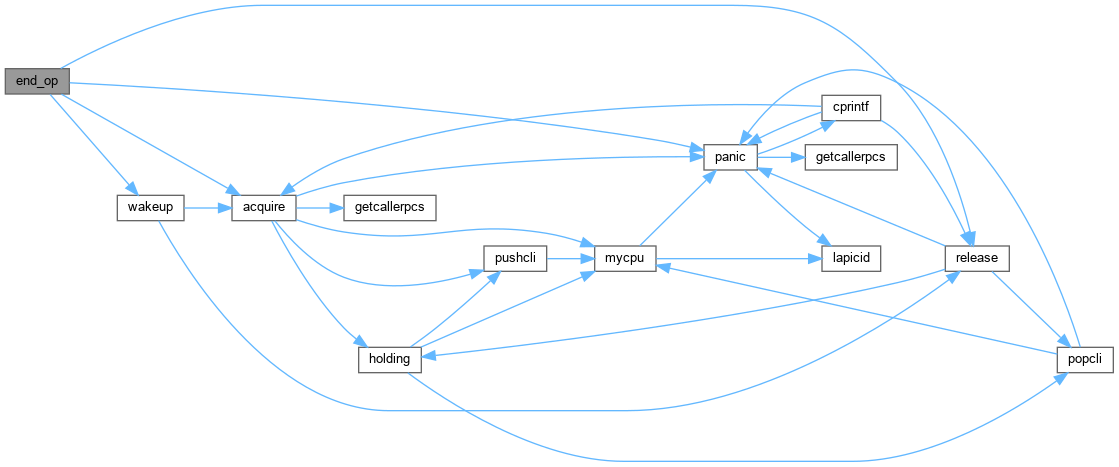 end_op
cprintf
panic
getcallerpcs
wakeup
acquire
getcallerpcs
pushcli
mycpu
lapicid
release
holding
popcli